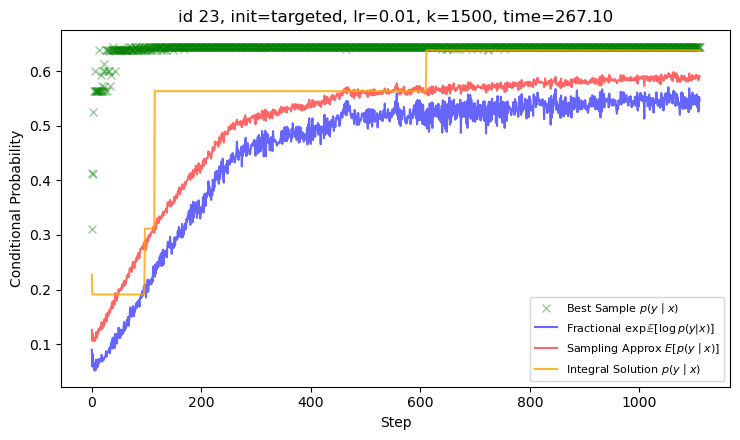 id 23, init=targeted, lr=0.01, k=1500, time=267.10
Conditional Probability
0.6
0.5
0.4
0.3
0.2
0.1
Best Sample p(y | x)
Fractional exp𝔼[log p(y|x)]
Sampling Approx E[p(y | x)]
Integral Solution p(y | x)
0 200 400 600 800 1000
Step